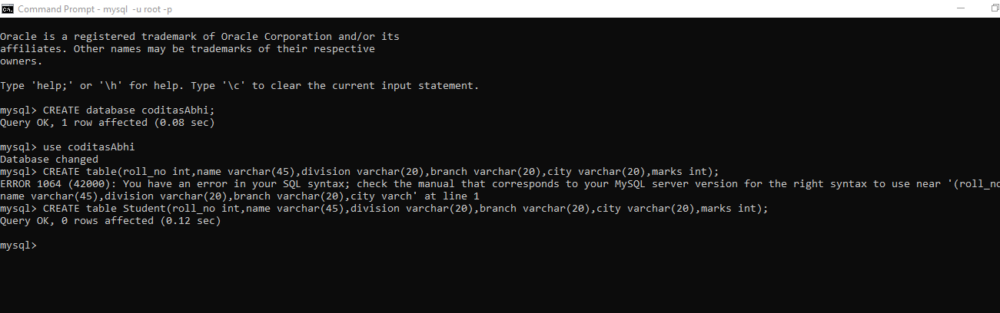 Command Prompt - mysql -u root -p
Oracle is a registered trademark of Oracle Corporation and/or its
affiliates. Other names may be trademarks of their respective
owners.
Type 'help;' or '\h' for help. Type '\c' to clear the current input statement.
mysql> CREATE database coditasAbhi;
Query OK, 1 row affected (0.08 sec)
mysql> use coditasAbhi
Database changed
mysql> CREATE table(roll_no int,name varchar(45),division varchar(20),branch varchar(20),city varchar(20),marks int);
ERROR 1064 (42000): You have an error in your SQL syntax; check the manual that corresponds to your MySQL server version for the right syntax to use near '(roll_no
name varchar(45),division varchar(20),branch varchar(20),city varch' at line 1
mysql> CREATE table Student(roll_no int,name varchar(45),division varchar(20),branch varchar(20),city varchar(20),marks int);
Query OK, 0 rows affected (0.12 sec)
mysql>